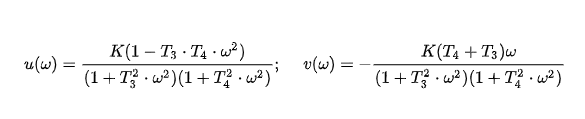 u(ω) = K(1 − T₃ · T₄ · ω²) / (1 + T₃² · ω²)(1 + T₄² · ω²) ; v(ω) = − K(T₄ + T₃)ω / (1 + T₃² · ω²)(1 + T₄² · ω²)